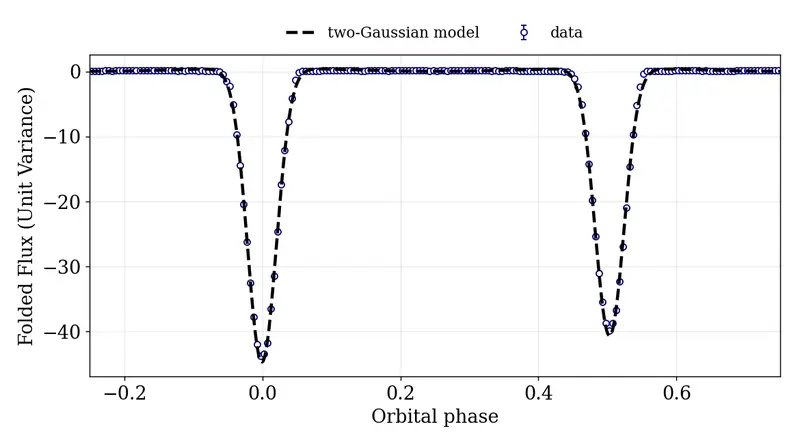 two-Gaussian model
data
Folded Flux (Unit Variance)
0
−10
−20
−30
−40
−0.2
0.0
0.2
0.4
0.6
Orbital phase